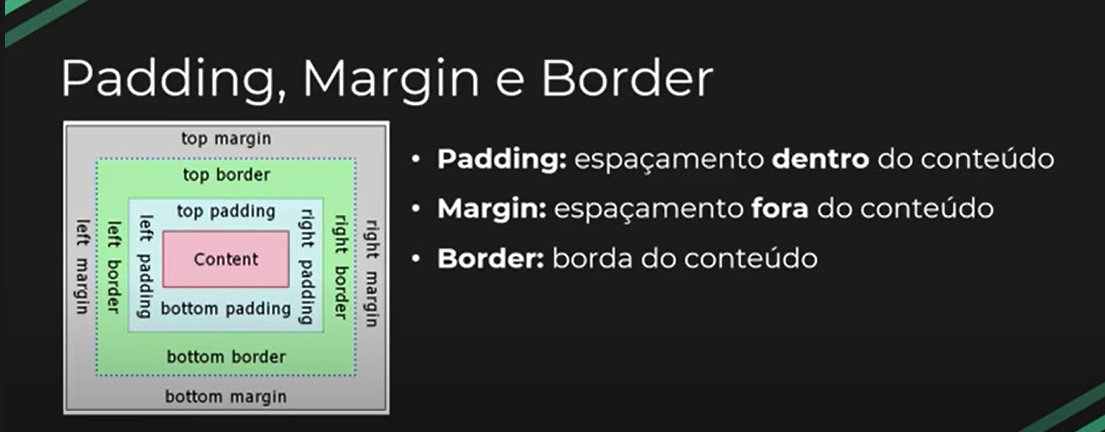 Padding, Margin e Border
top margin
top border
top padding
left margin
left border
left padding
Content
right padding
right border
right margin
bottom padding
bottom border
bottom margin
• Padding: espaçamento dentro do conteúdo
• Margin: espaçamento fora do conteúdo
• Border: borda do conteúdo